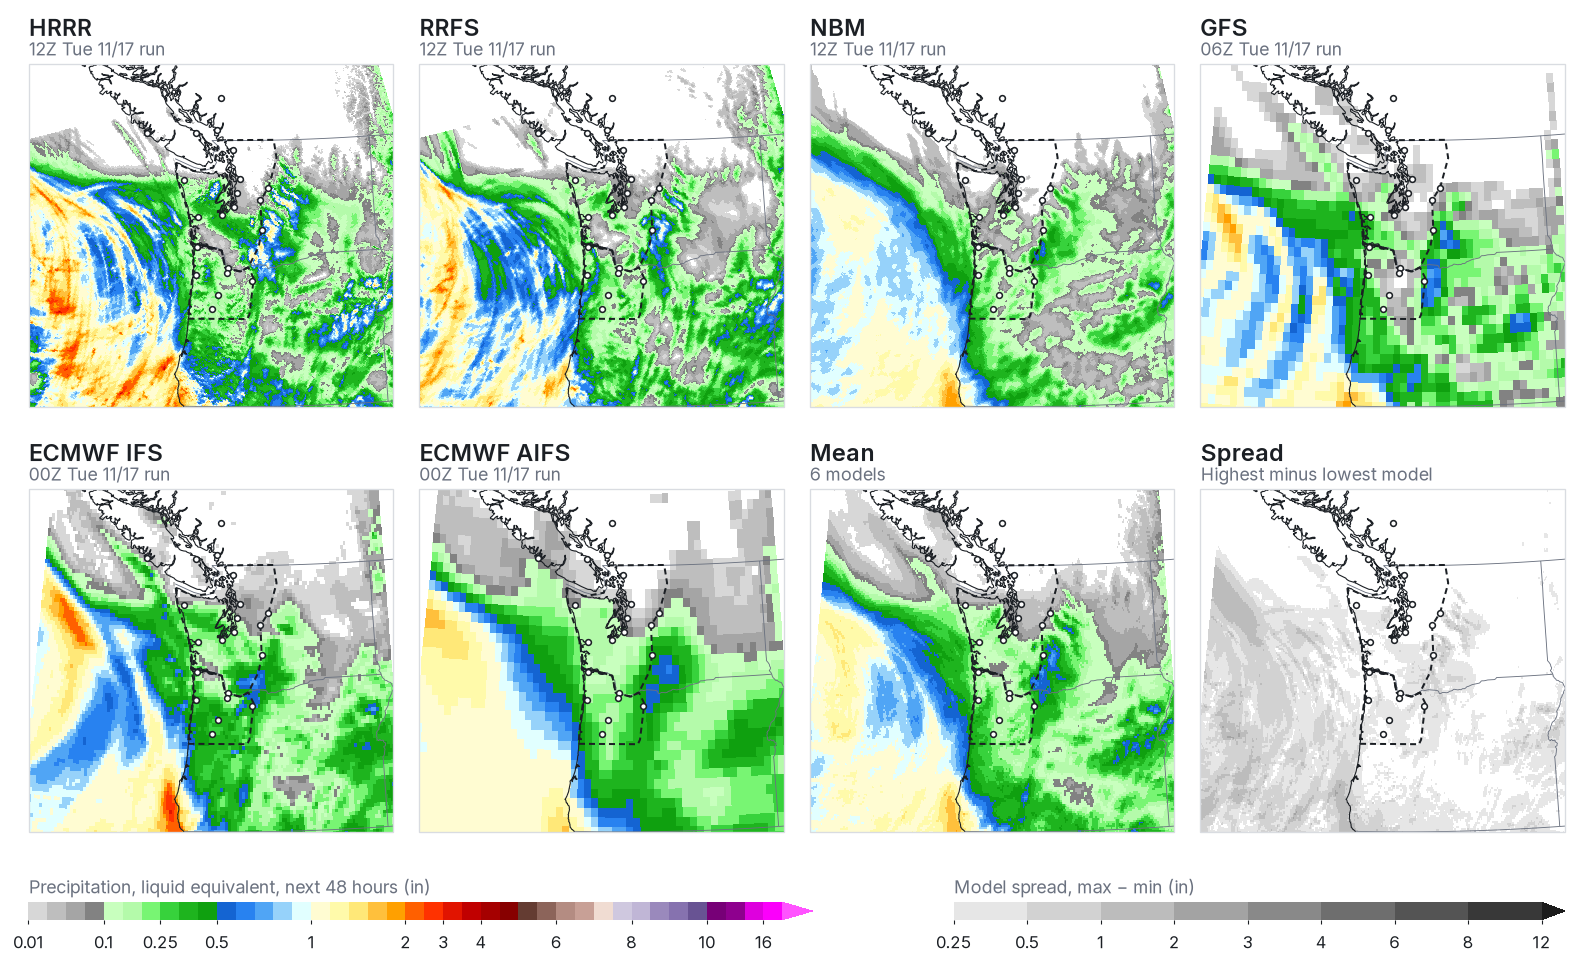 HRRR
12Z Tue 11/17 run
RRFS
12Z Tue 11/17 run
NBM
12Z Tue 11/17 run
GFS
06Z Tue 11/17 run
ECMWF IFS
00Z Tue 11/17 run
ECMWF AIFS
00Z Tue 11/17 run
Mean
6 models
Spread
Highest minus lowest model
Precipitation, liquid equivalent, next 48 hours (in)
0.01 0.1 0.25 0.5 1 2 3 4 6 8 10 16
Model spread, max − min (in)
0.25 0.5 1 2 3 4 6 8 12